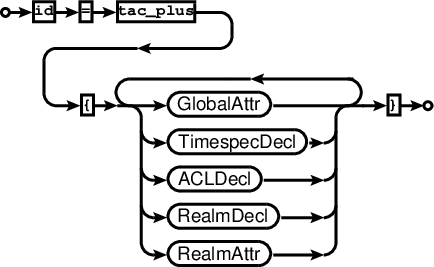 id = tac_plus
{ GlobalAttr }
TimespecDecl
ACLDecl
RealmDecl
RealmAttr